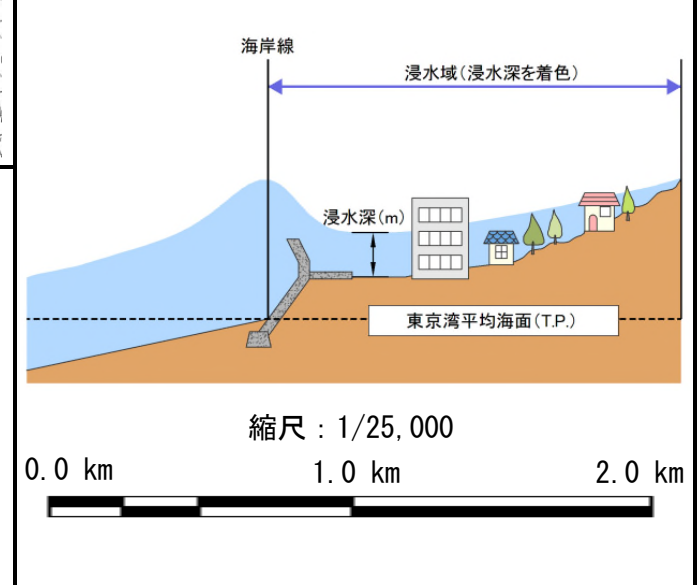 海岸線
浸水域(浸水深を着色)
浸水深(m)
東京湾平均海面(T.P.)
縮尺：1/25,000
0.0 km 1.0 km 2.0 km